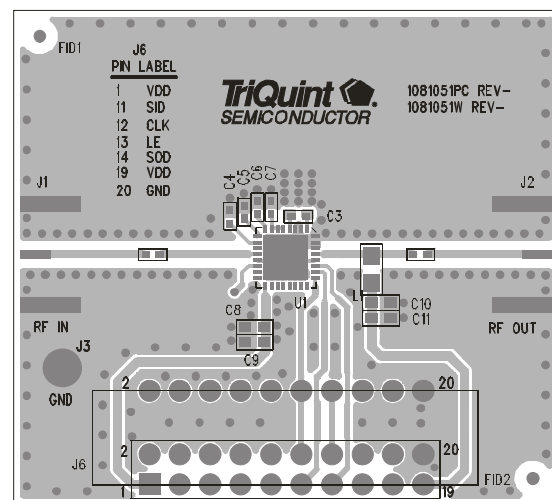 FID1
J6
PIN LABEL
1 VDD
11 SID
12 CLK
13 LE
14 SOD
19 VDD
20 GND
TriQuint
SEMICONDUCTOR
1081051PC REV-
1081051W REV-
J1
J2
C4
C5
C6
C7
C3
U1
L1
C8
C9
C10
C11
RF IN
RF OUT
J3
GND
2
20
2
20
J6
1
19
FID2